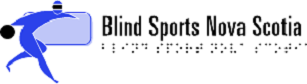 Blind Sports Nova Scotia
⠃⠇⠊⠝⠙ ⠎⠏⠕⠗⠞⠎ ⠝⠕⠧⠁ ⠎⠉⠕⠞⠊⠁